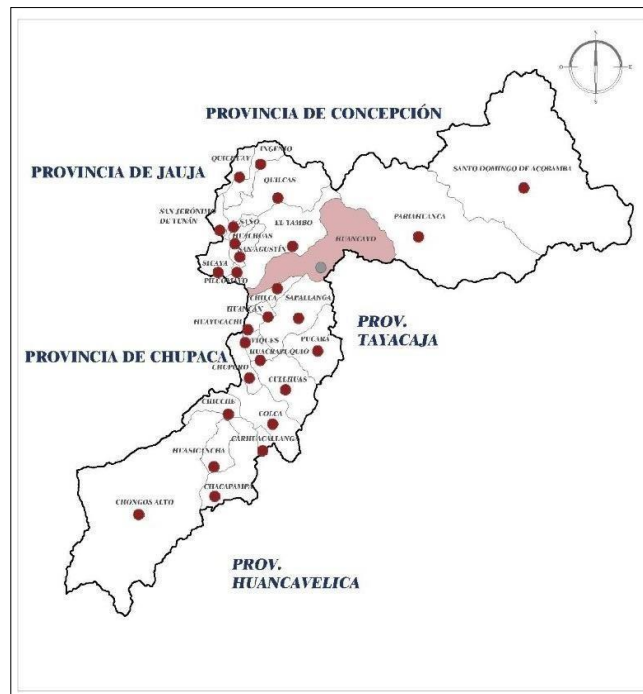 N
O
E
S
PROVINCIA DE CONCEPCIÓN
INGENIO
QUICHUAY
PROVINCIA DE JAUJA
SANTO DOMINGO DE ACOBAMBA
QUILCAS
SAN JERÓNIMO
DE TUNÁN
SAÑO
EL TAMBO
PARIAHUANCA
HUALHUAS
HUANCAYO
SAN AGUSTÍN
SICAYA
PILCOMAYO
CHILCA
SAPALLANGA
HUANCÁN
HUAYUCACHI
PROV.
TAYACAJA
VIQUES
PUCARÁ
PROVINCIA DE CHUPACA
HUACRAPUQUIO
CHUPURO
CULLHUAS
CHICCHE
COLCA
CARHUACALLANGA
HUASICANCHA
CHACAPAMPA
CHONGOS ALTO
PROV.
HUANCAVELICA